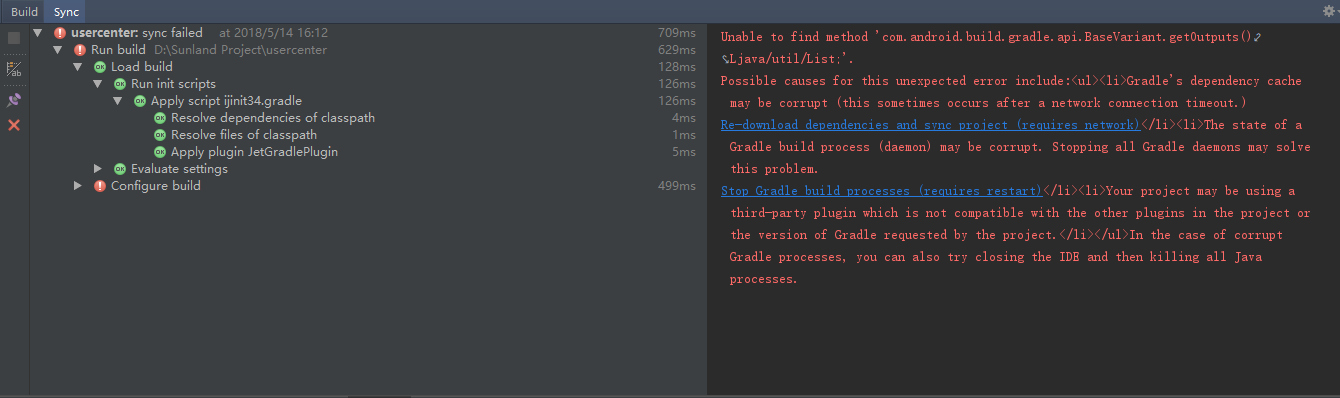 Build Sync
usercenter: sync failed at 2018/5/14 16:12 709ms
Run build D:\Sunland Project\usercenter 629ms
Load build 128ms
Run init scripts 126ms
Apply script ijinit34.gradle 126ms
Resolve dependencies of classpath 4ms
Resolve files of classpath 1ms
Apply plugin JetGradlePlugin 5ms
Evaluate settings
Configure build 499ms
Unable to find method 'com.android.build.gradle.api.BaseVariant.getOutputs()
Ljava/util/List;'.
Possible causes for this unexpected error include:<ul><li>Gradle's dependency cache
may be corrupt (this sometimes occurs after a network connection timeout.)
Re-download dependencies and sync project (requires network)</li><li>The state of a
Gradle build process (daemon) may be corrupt. Stopping all Gradle daemons may solve
this problem.
Stop Gradle build processes (requires restart)</li><li>Your project may be using a
third-party plugin which is not compatible with the other plugins in the project or
the version of Gradle requested by the project.</li></ul>In the case of corrupt
Gradle processes, you can also try closing the IDE and then killing all Java
processes.